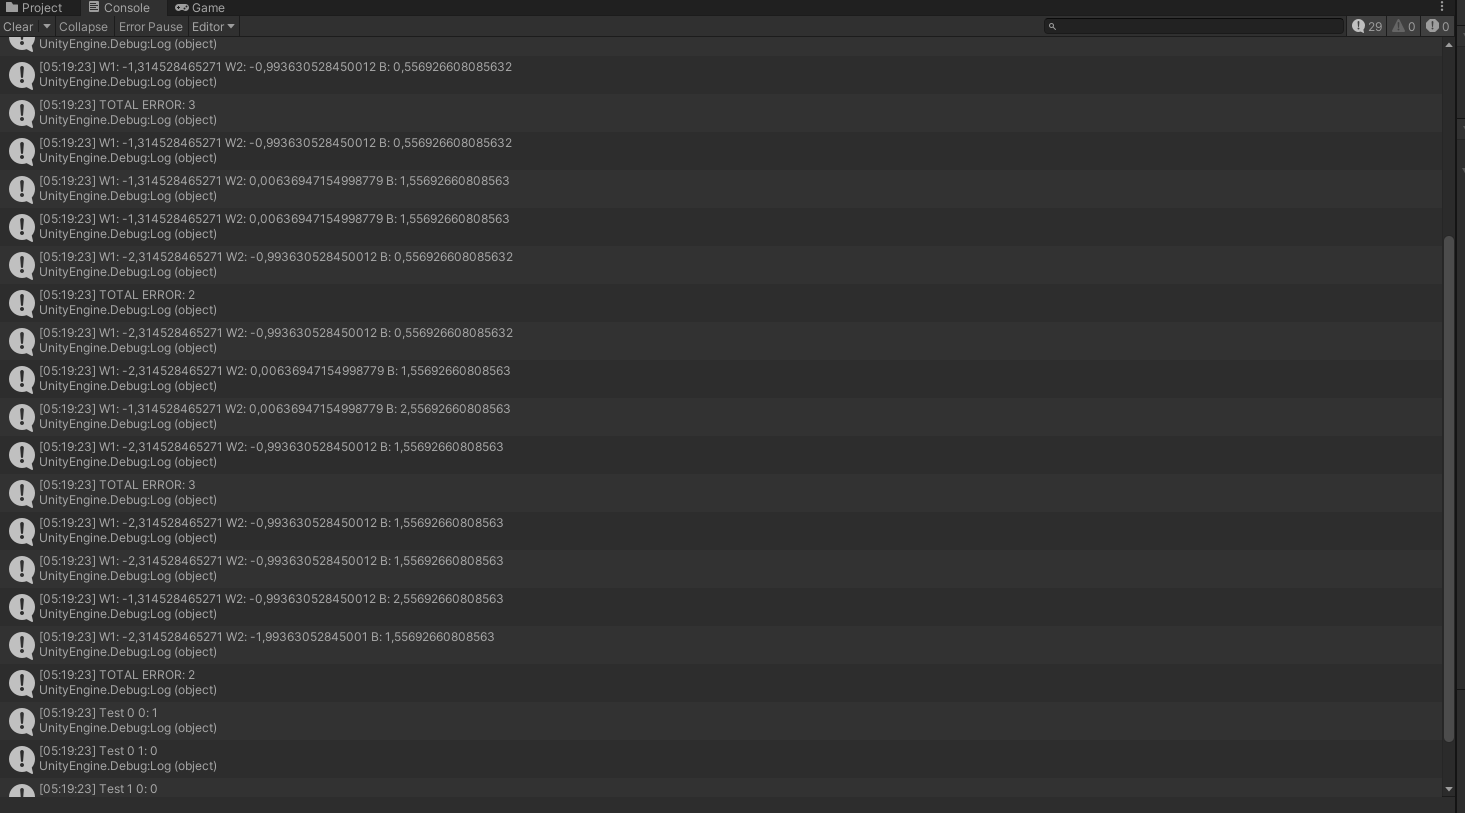 Project Console Game
Clear Collapse Error Pause Editor 29 0 0
UnityEngine.Debug:Log (object)
[05:19:23] W1: -1,314528465271 W2: -0,993630528450012 B: 0,556926608085632
UnityEngine.Debug:Log (object)
[05:19:23] TOTAL ERROR: 3
UnityEngine.Debug:Log (object)
[05:19:23] W1: -1,314528465271 W2: -0,993630528450012 B: 0,556926608085632
UnityEngine.Debug:Log (object)
[05:19:23] W1: -1,314528465271 W2: 0,00636947154998779 B: 1,55692660808563
UnityEngine.Debug:Log (object)
[05:19:23] W1: -1,314528465271 W2: 0,00636947154998779 B: 1,55692660808563
UnityEngine.Debug:Log (object)
[05:19:23] W1: -2,314528465271 W2: -0,993630528450012 B: 0,556926608085632
UnityEngine.Debug:Log (object)
[05:19:23] TOTAL ERROR: 2
UnityEngine.Debug:Log (object)
[05:19:23] W1: -2,314528465271 W2: -0,993630528450012 B: 0,556926608085632
UnityEngine.Debug:Log (object)
[05:19:23] W1: -2,314528465271 W2: 0,00636947154998779 B: 1,55692660808563
UnityEngine.Debug:Log (object)
[05:19:23] W1: -1,314528465271 W2: 0,00636947154998779 B: 2,55692660808563
UnityEngine.Debug:Log (object)
[05:19:23] W1: -2,314528465271 W2: -0,993630528450012 B: 1,55692660808563
UnityEngine.Debug:Log (object)
[05:19:23] TOTAL ERROR: 3
UnityEngine.Debug:Log (object)
[05:19:23] W1: -2,314528465271 W2: -0,993630528450012 B: 1,55692660808563
UnityEngine.Debug:Log (object)
[05:19:23] W1: -2,314528465271 W2: -0,993630528450012 B: 1,55692660808563
UnityEngine.Debug:Log (object)
[05:19:23] W1: -1,314528465271 W2: -0,993630528450012 B: 2,55692660808563
UnityEngine.Debug:Log (object)
[05:19:23] W1: -2,314528465271 W2: -1,99363052845001 B: 1,55692660808563
UnityEngine.Debug:Log (object)
[05:19:23] TOTAL ERROR: 2
UnityEngine.Debug:Log (object)
[05:19:23] Test 0 0: 1
UnityEngine.Debug:Log (object)
[05:19:23] Test 0 1: 0
UnityEngine.Debug:Log (object)
[05:19:23] Test 1 0: 0